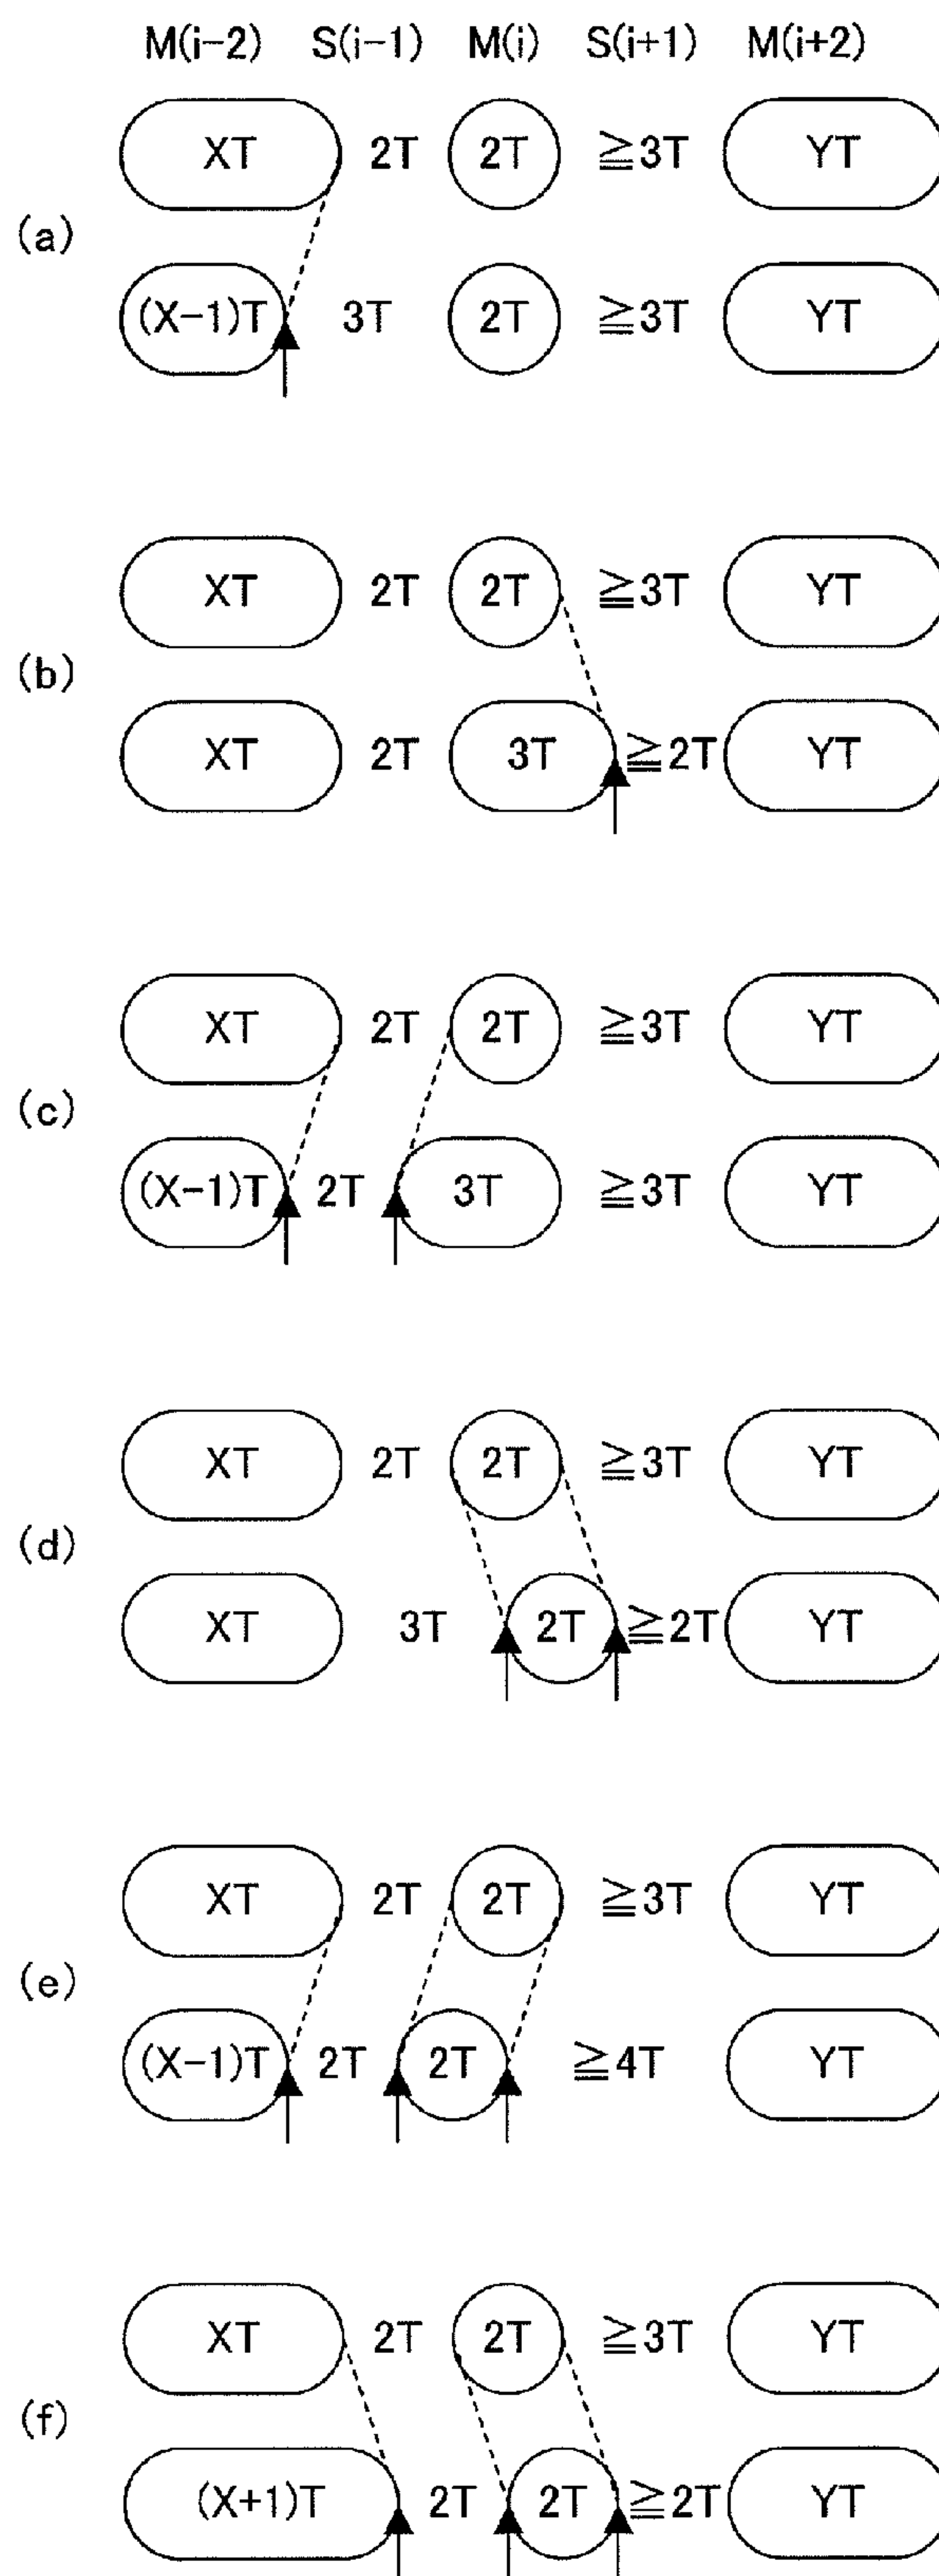 M(i-2) S(i-1) M(i) S(i+1) M(i+2)
XT 2T 2T ≧3T YT
(a)
(X-1)T 3T 2T ≧3T YT
XT 2T 2T ≧3T YT
(b)
XT 2T 3T ≧2T YT
XT 2T 2T ≧3T YT
(c)
(X-1)T 2T 3T ≧3T YT
XT 2T 2T ≧3T YT
(d)
XT 3T 2T ≧2T YT
XT 2T 2T ≧3T YT
(e)
(X-1)T 2T 2T ≧4T YT
XT 2T 2T ≧3T YT
(f)
(X+1)T 2T 2T ≧2T YT